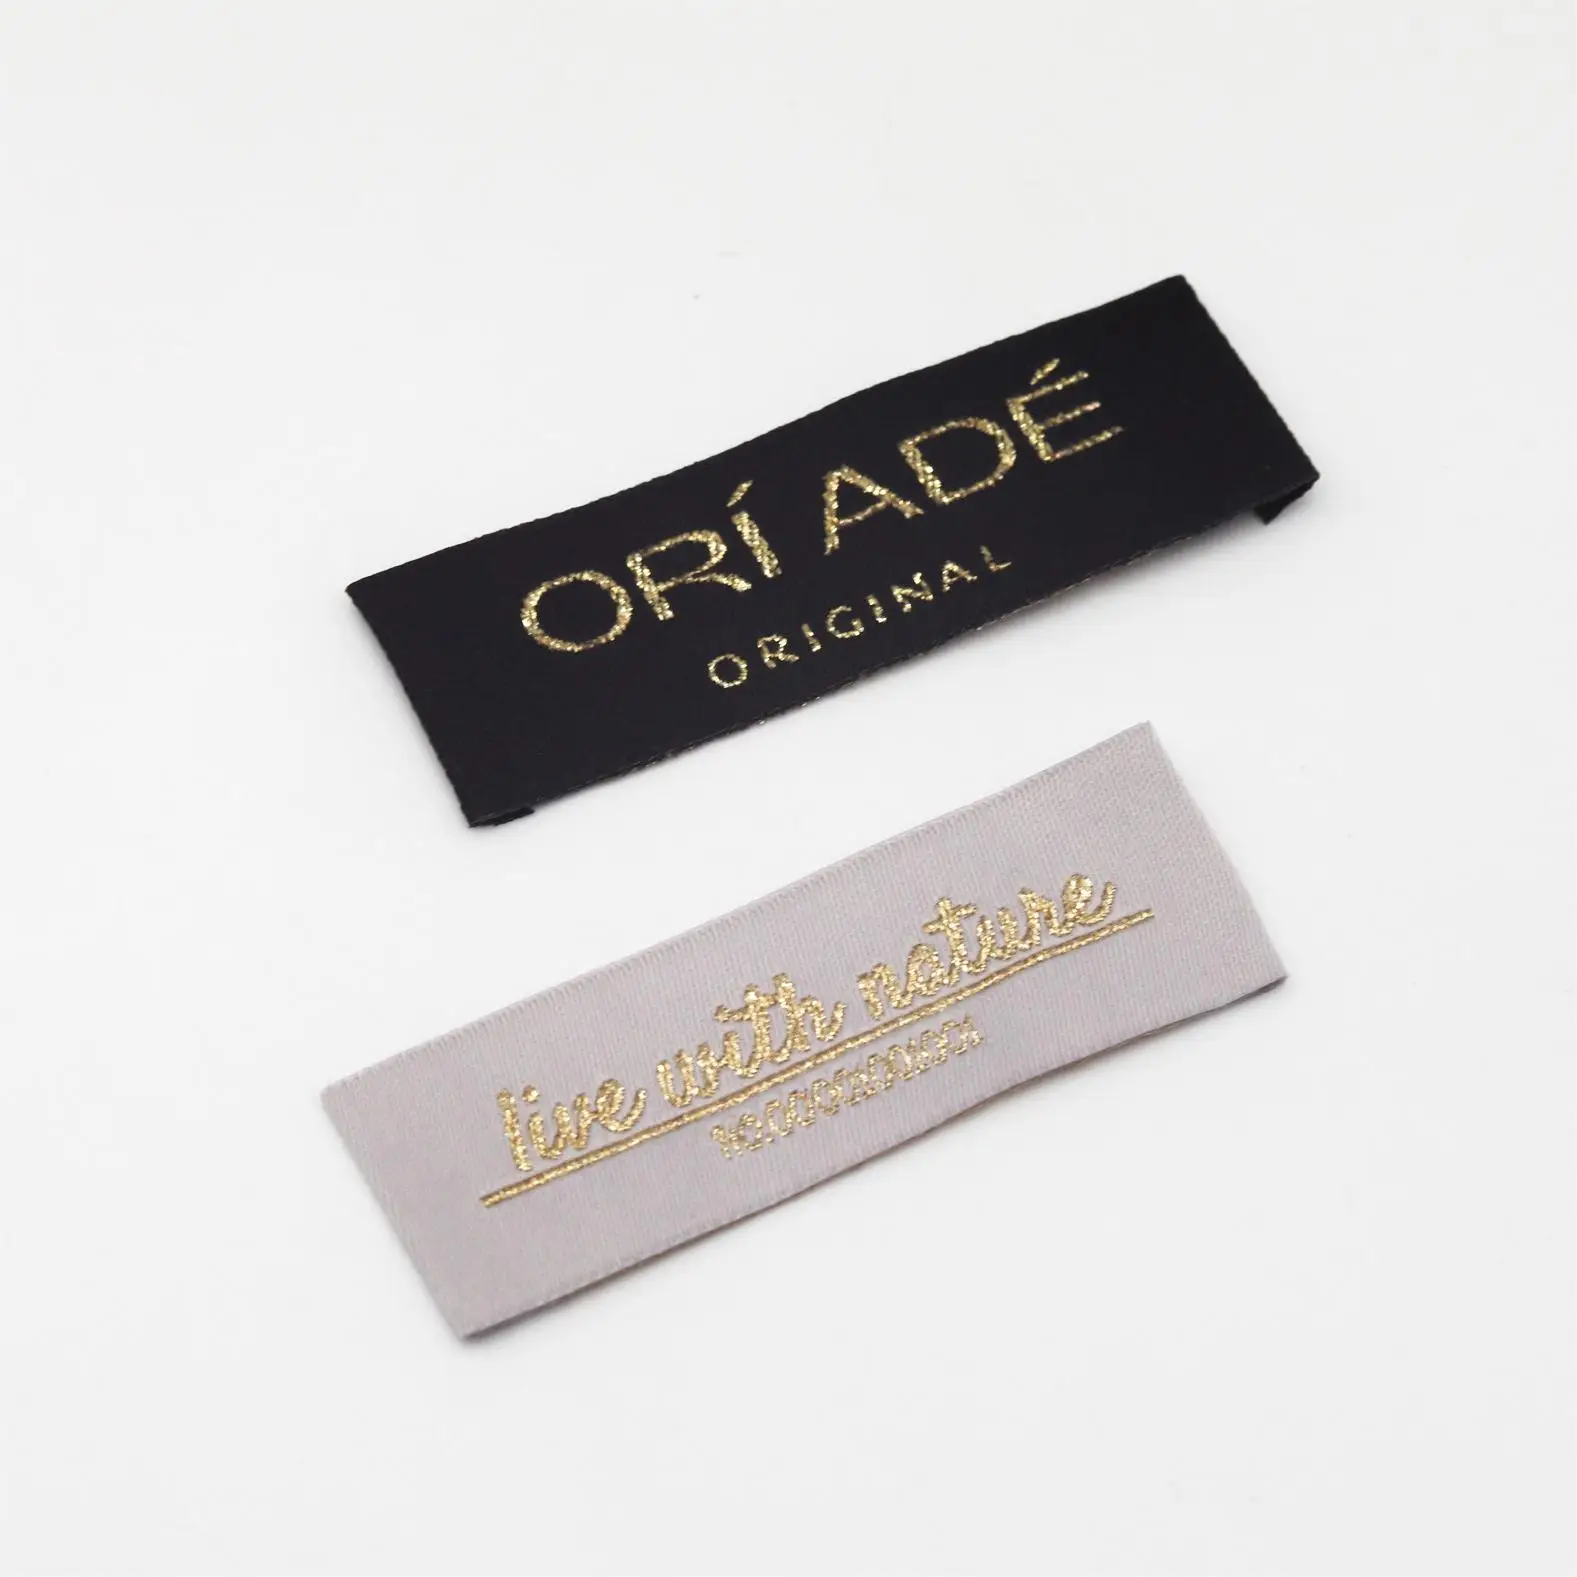 ORÍ ADÉ
ORIGINAL
live with nature